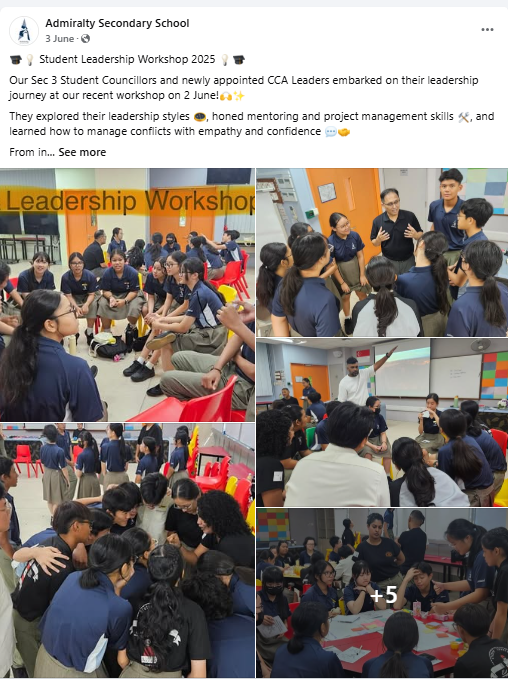 Admiralty Secondary School
3 June ·
🎓💡 Student Leadership Workshop 2025 💡🎓
Our Sec 3 Student Councillors and newly appointed CCA Leaders embarked on their leadership
journey at our recent workshop on 2 June!🙌✨
They explored their leadership styles 🧭, honed mentoring and project management skills 🛠️, and
learned how to manage conflicts with empathy and confidence 💬🤝
From in... See more
Leadership Workshop
+5